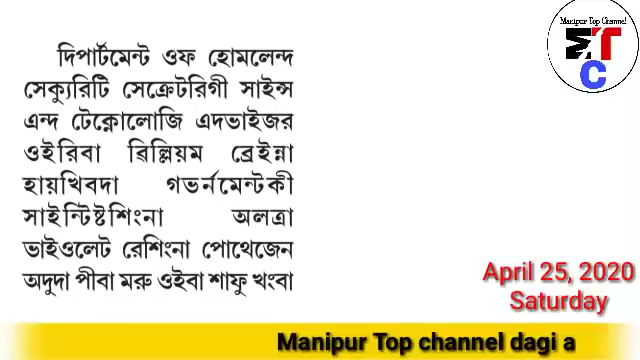 Manipur Top Channel
MTC
দিপার্টমেন্ট ওফ হোমলেন্দ
সেক্যুরিটি সেক্রেটরিগী সাইন্স
এন্দ টেক্নোলোজি এদভাইজর
ওইরিবা ৱিল্লিয়ম ব্রেইন্না
হায়খিবদা গভর্নমেন্টকী
সাইন্টিষ্টশিংনা অলত্রা
ভাইওলেট রেশিংনা পোথেজেন
অদুদা পীবা মরু ওইবা শাফু খংবা
April 25, 2020
Saturday
Manipur Top channel dagi a